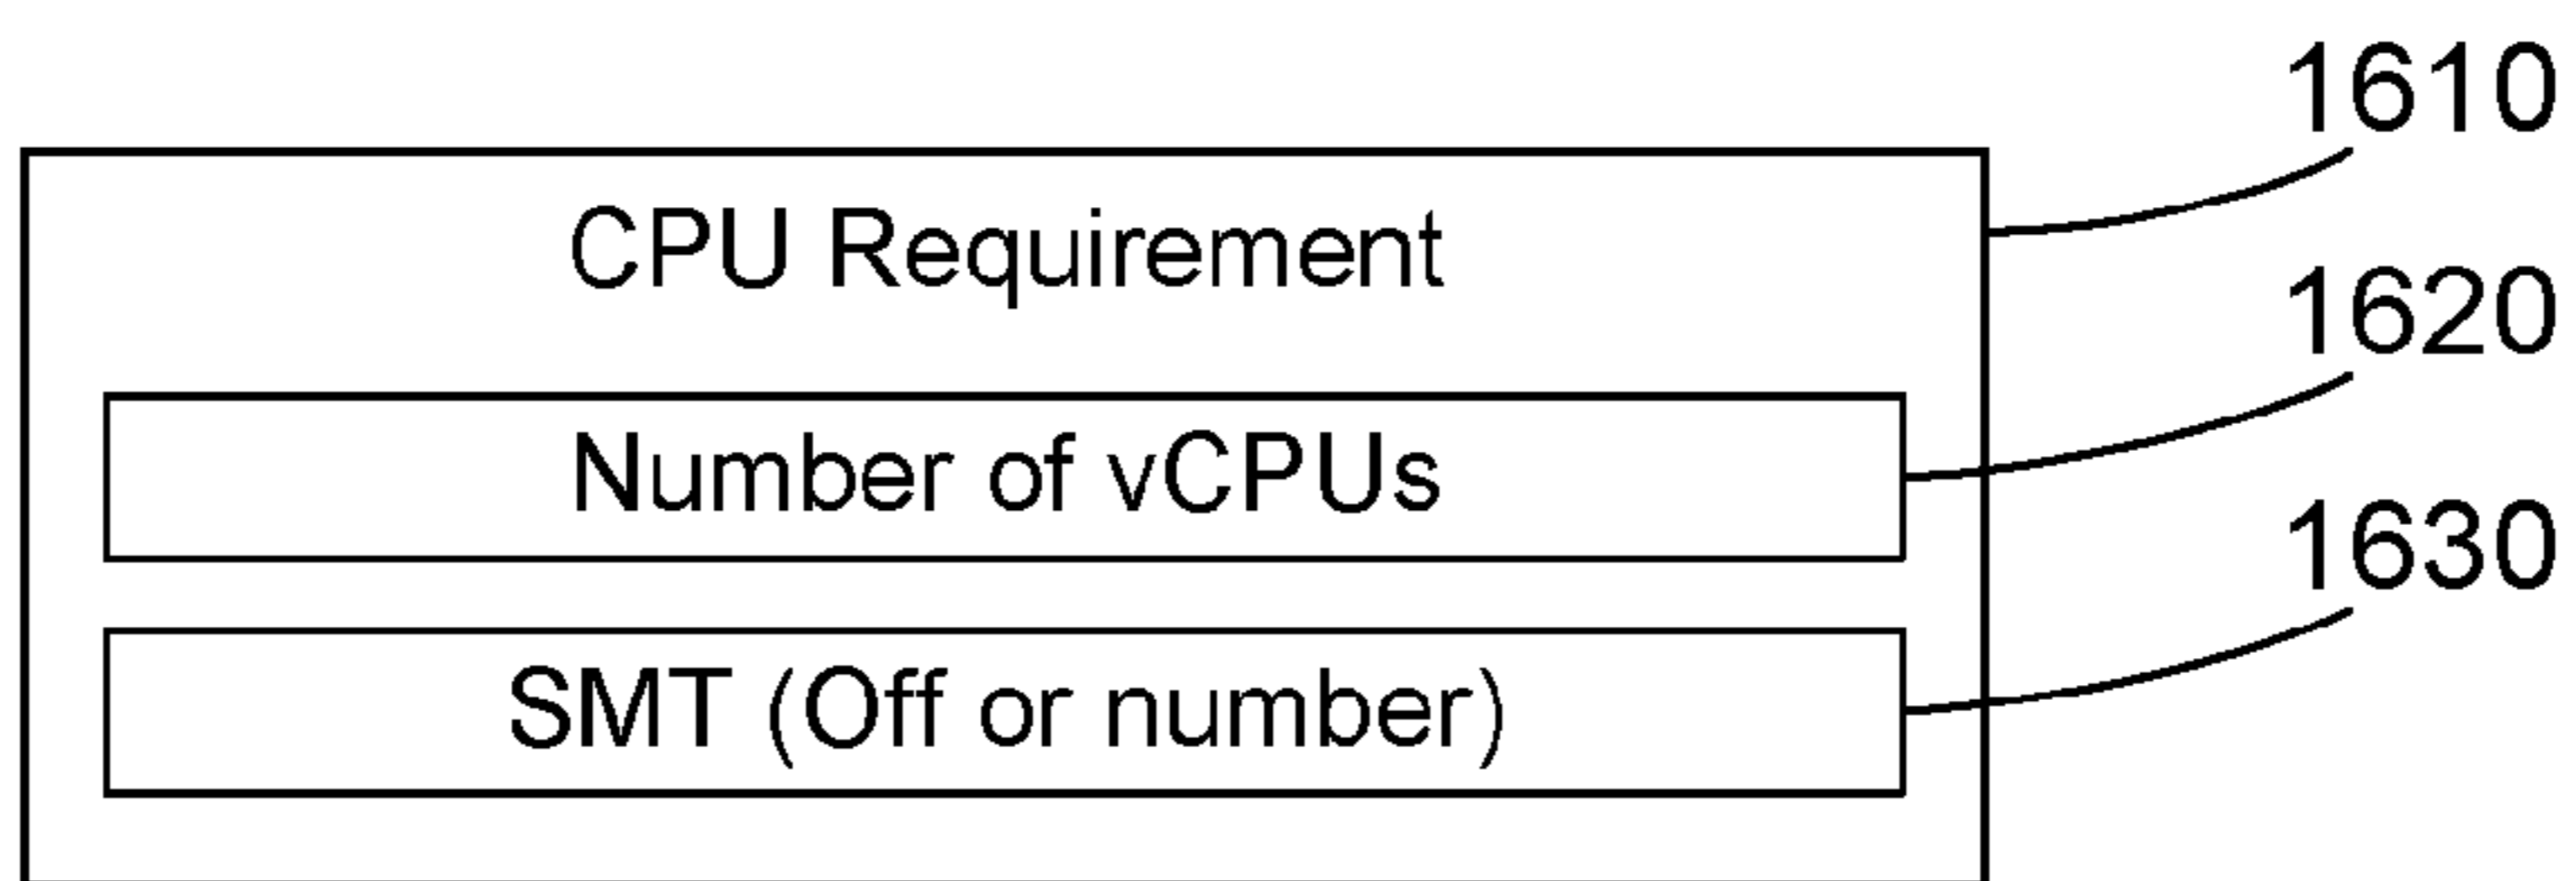 1610
CPU Requirement
1620
Number of vCPUs
1630
SMT (Off or number)